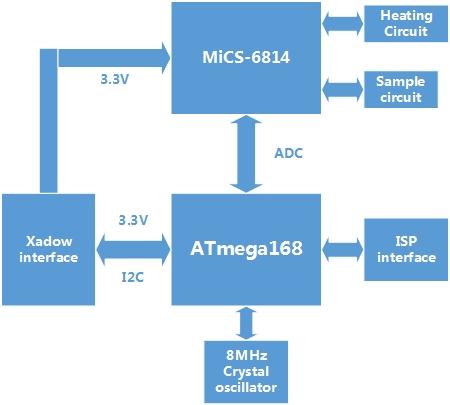 Heating
Circuit
MiCS-6814
3.3V
Sample
circuit
ADC
3.3V
Xadow
interface
ATmega168
ISP
interface
I2C
8MHz
Crystal
oscillator